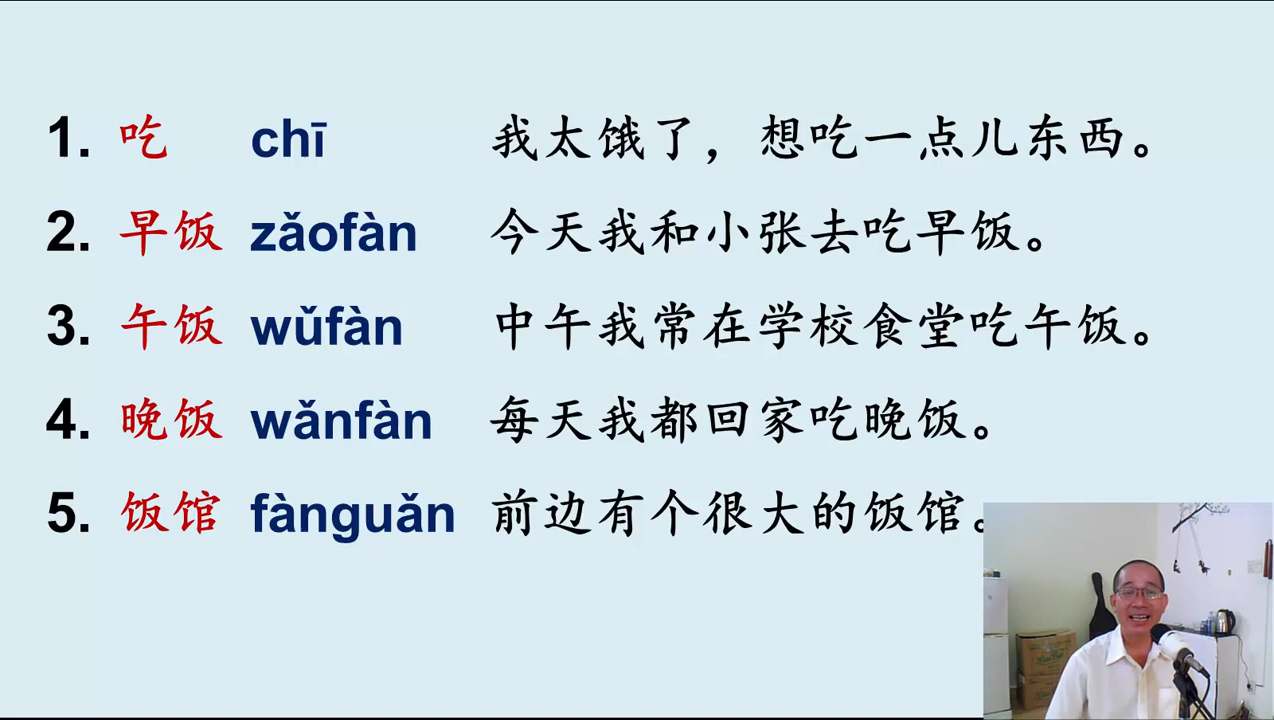 1. 吃 chī 我太饿了，想吃一点儿东西。
2. 早饭 zǎofàn 今天我和小张去吃早饭。
3. 午饭 wǔfàn 中午我常在学校食堂吃午饭。
4. 晚饭 wǎnfàn 每天我都回家吃晚饭。
5. 饭馆 fànguǎn 前边有个很大的饭馆。